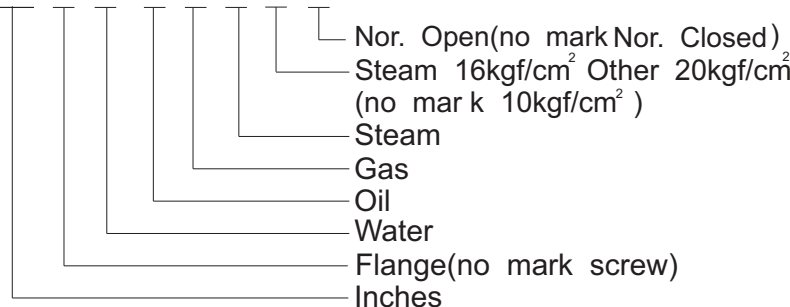 Nor. Open(no mark Nor. Closed)
Steam 16kgf/cm² Other 20kgf/cm²
(no mar k 10kgf/cm² )
Steam
Gas
Oil
Water
Flange(no mark screw)
Inches